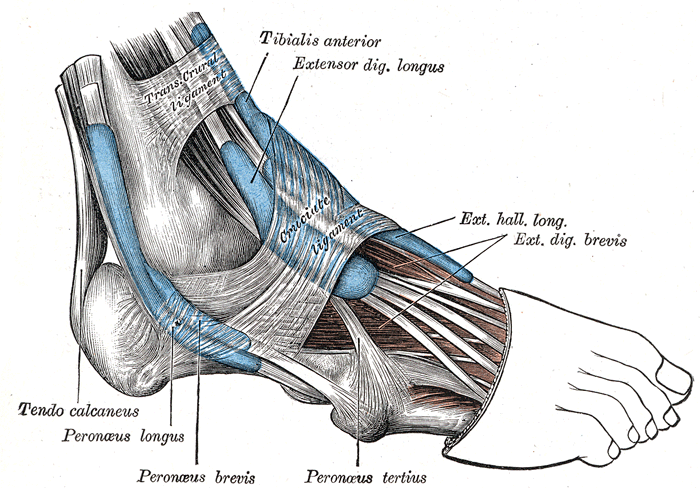 Tibialis anterior
Extensor dig. longus
Trans. Crural
ligament
Cruciate
ligament
Ext. hall. long.
Ext. dig. brevis
Tendo calcaneus
Peronæus longus
Peronæus brevis
Peronæus tertius